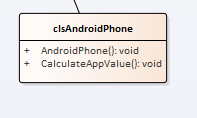 clsAndroidPhone
+ AndroidPhone(): void
+ CalculateAppValue(): void